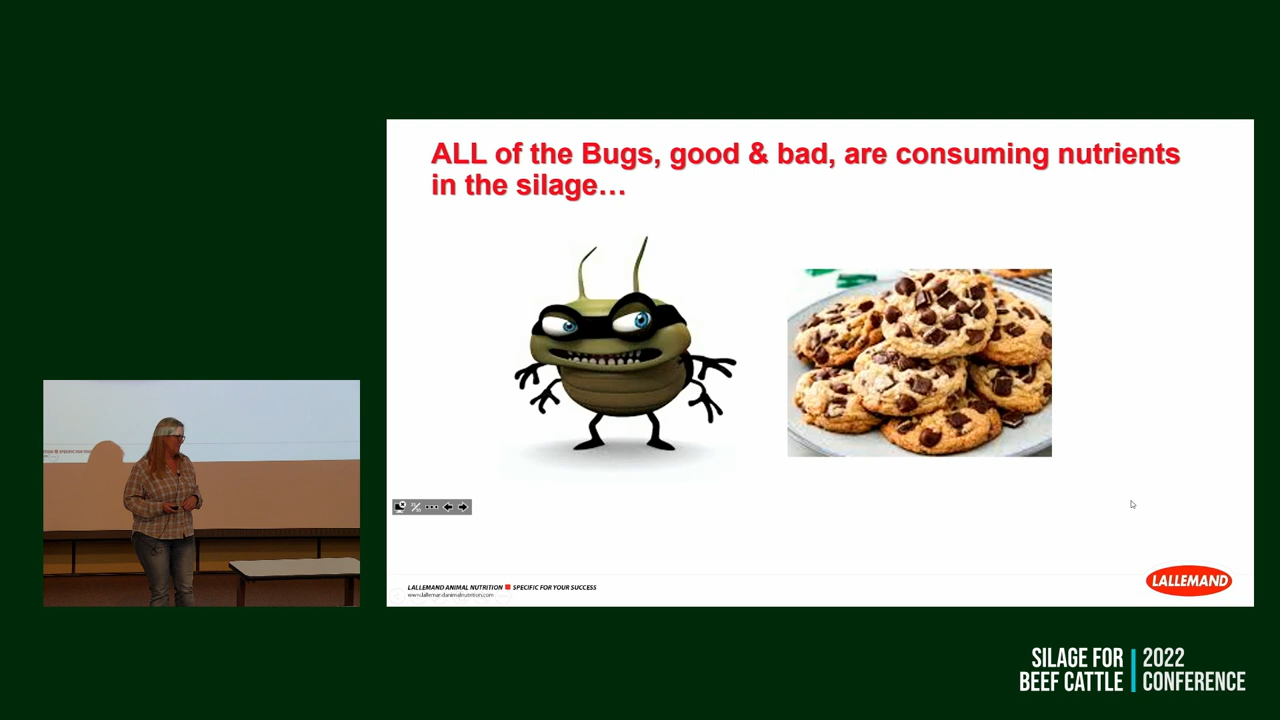 ALL of the Bugs, good & bad, are consuming nutrients
in the silage…
LALLEMAND ANIMAL NUTRITION SPECIFIC FOR YOUR SUCCESS
www.lallemandanimalnutrition.com
LALLEMAND
SILAGE FOR
BEEF CATTLE
2022
CONFERENCE